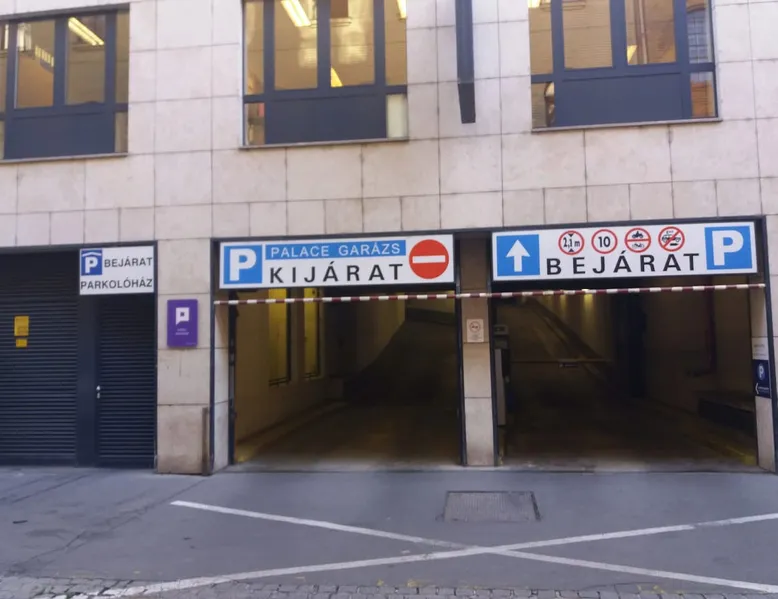 P BEJÁRAT
PARKOLÓHÁZ
P
P PALACE GARÁZS
KIJÁRAT
2,1 m 10
BEJÁRAT P
P